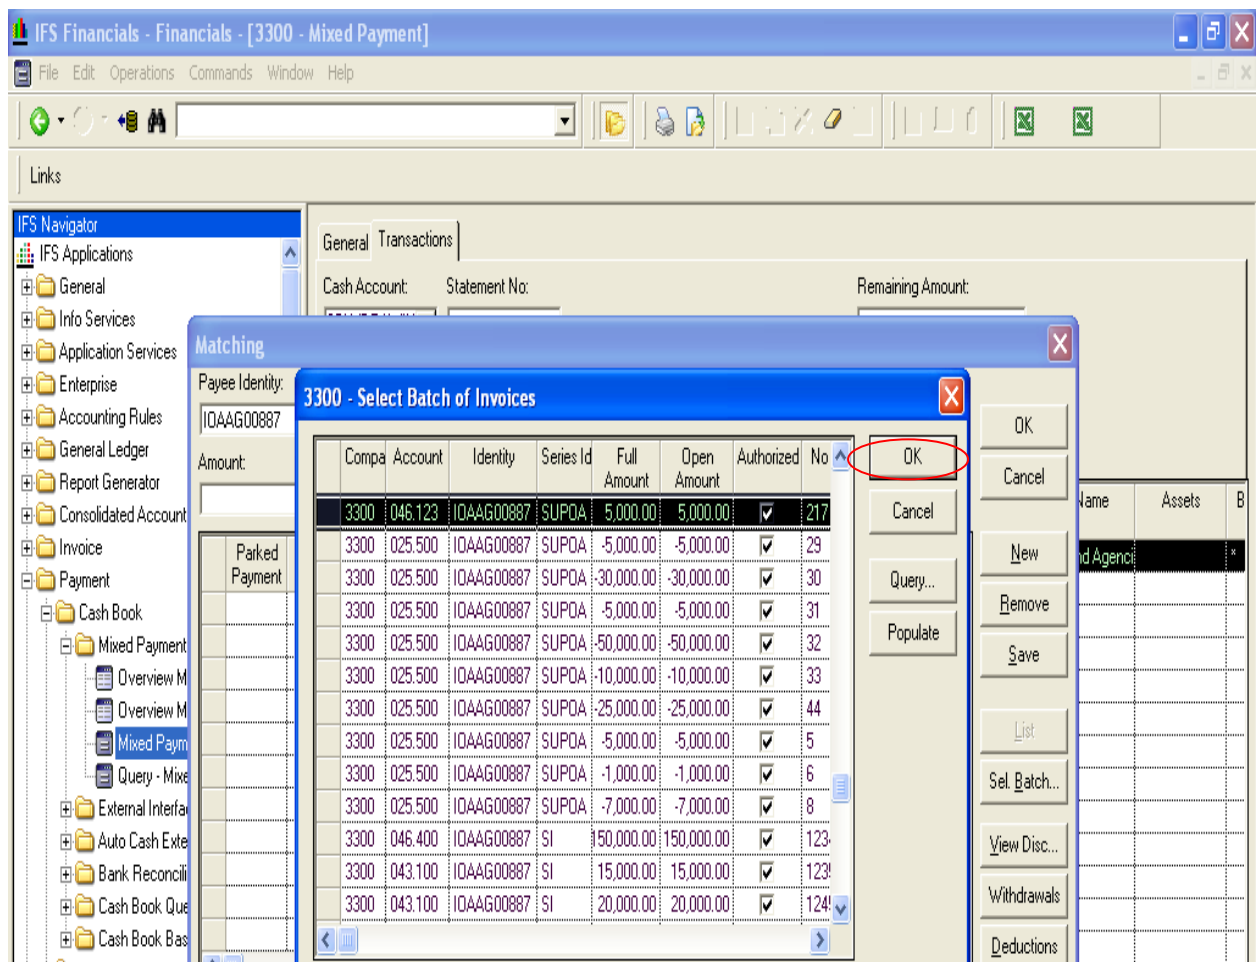 IFS Financials - Financials - [3300 - Mixed Payment]
File Edit Operations Commands Window Help
Links
IFS Navigator
IFS Applications
General
Info Services
Application Services
Enterprise
Accounting Rules
General Ledger
Report Generator
Consolidated Account
Invoice
Payment
Cash Book
Mixed Payment
Overview M
Overview M
Mixed Paym
Query - Mixe
External Interfa
Auto Cash Exte
Bank Reconcili
Cash Book Que
Cash Book Bas
General Transactions
Cash Account: Statement No: Remaining Amount:
Name Assets B
nd Agenci *
Matching
Payee Identity:
IOAAG00887
Amount:
Parked Payment
OK
Cancel
New
Remove
Save
List
Sel. Batch...
View Disc...
Withdrawals
Deductions
3300 - Select Batch of Invoices
Compa Account Identity Series Id Full Amount Open Amount Authorized No
3300 046.123 IOAAG00887 SUPOA 5,000.00 5,000.00 217
3300 025.500 IOAAG00887 SUPOA -5,000.00 -5,000.00 29
3300 025.500 IOAAG00887 SUPOA -30,000.00 -30,000.00 30
3300 025.500 IOAAG00887 SUPOA -5,000.00 -5,000.00 31
3300 025.500 IOAAG00887 SUPOA -50,000.00 -50,000.00 32
3300 025.500 IOAAG00887 SUPOA -10,000.00 -10,000.00 33
3300 025.500 IOAAG00887 SUPOA -25,000.00 -25,000.00 44
3300 025.500 IOAAG00887 SUPOA -5,000.00 -5,000.00 5
3300 025.500 IOAAG00887 SUPOA -1,000.00 -1,000.00 6
3300 025.500 IOAAG00887 SUPOA -7,000.00 -7,000.00 8
3300 046.400 IOAAG00887 SI 150,000.00 150,000.00 123
3300 043.100 IOAAG00887 SI 15,000.00 15,000.00 123
3300 043.100 IOAAG00887 SI 20,000.00 20,000.00 124
OK
Cancel
Query...
Populate